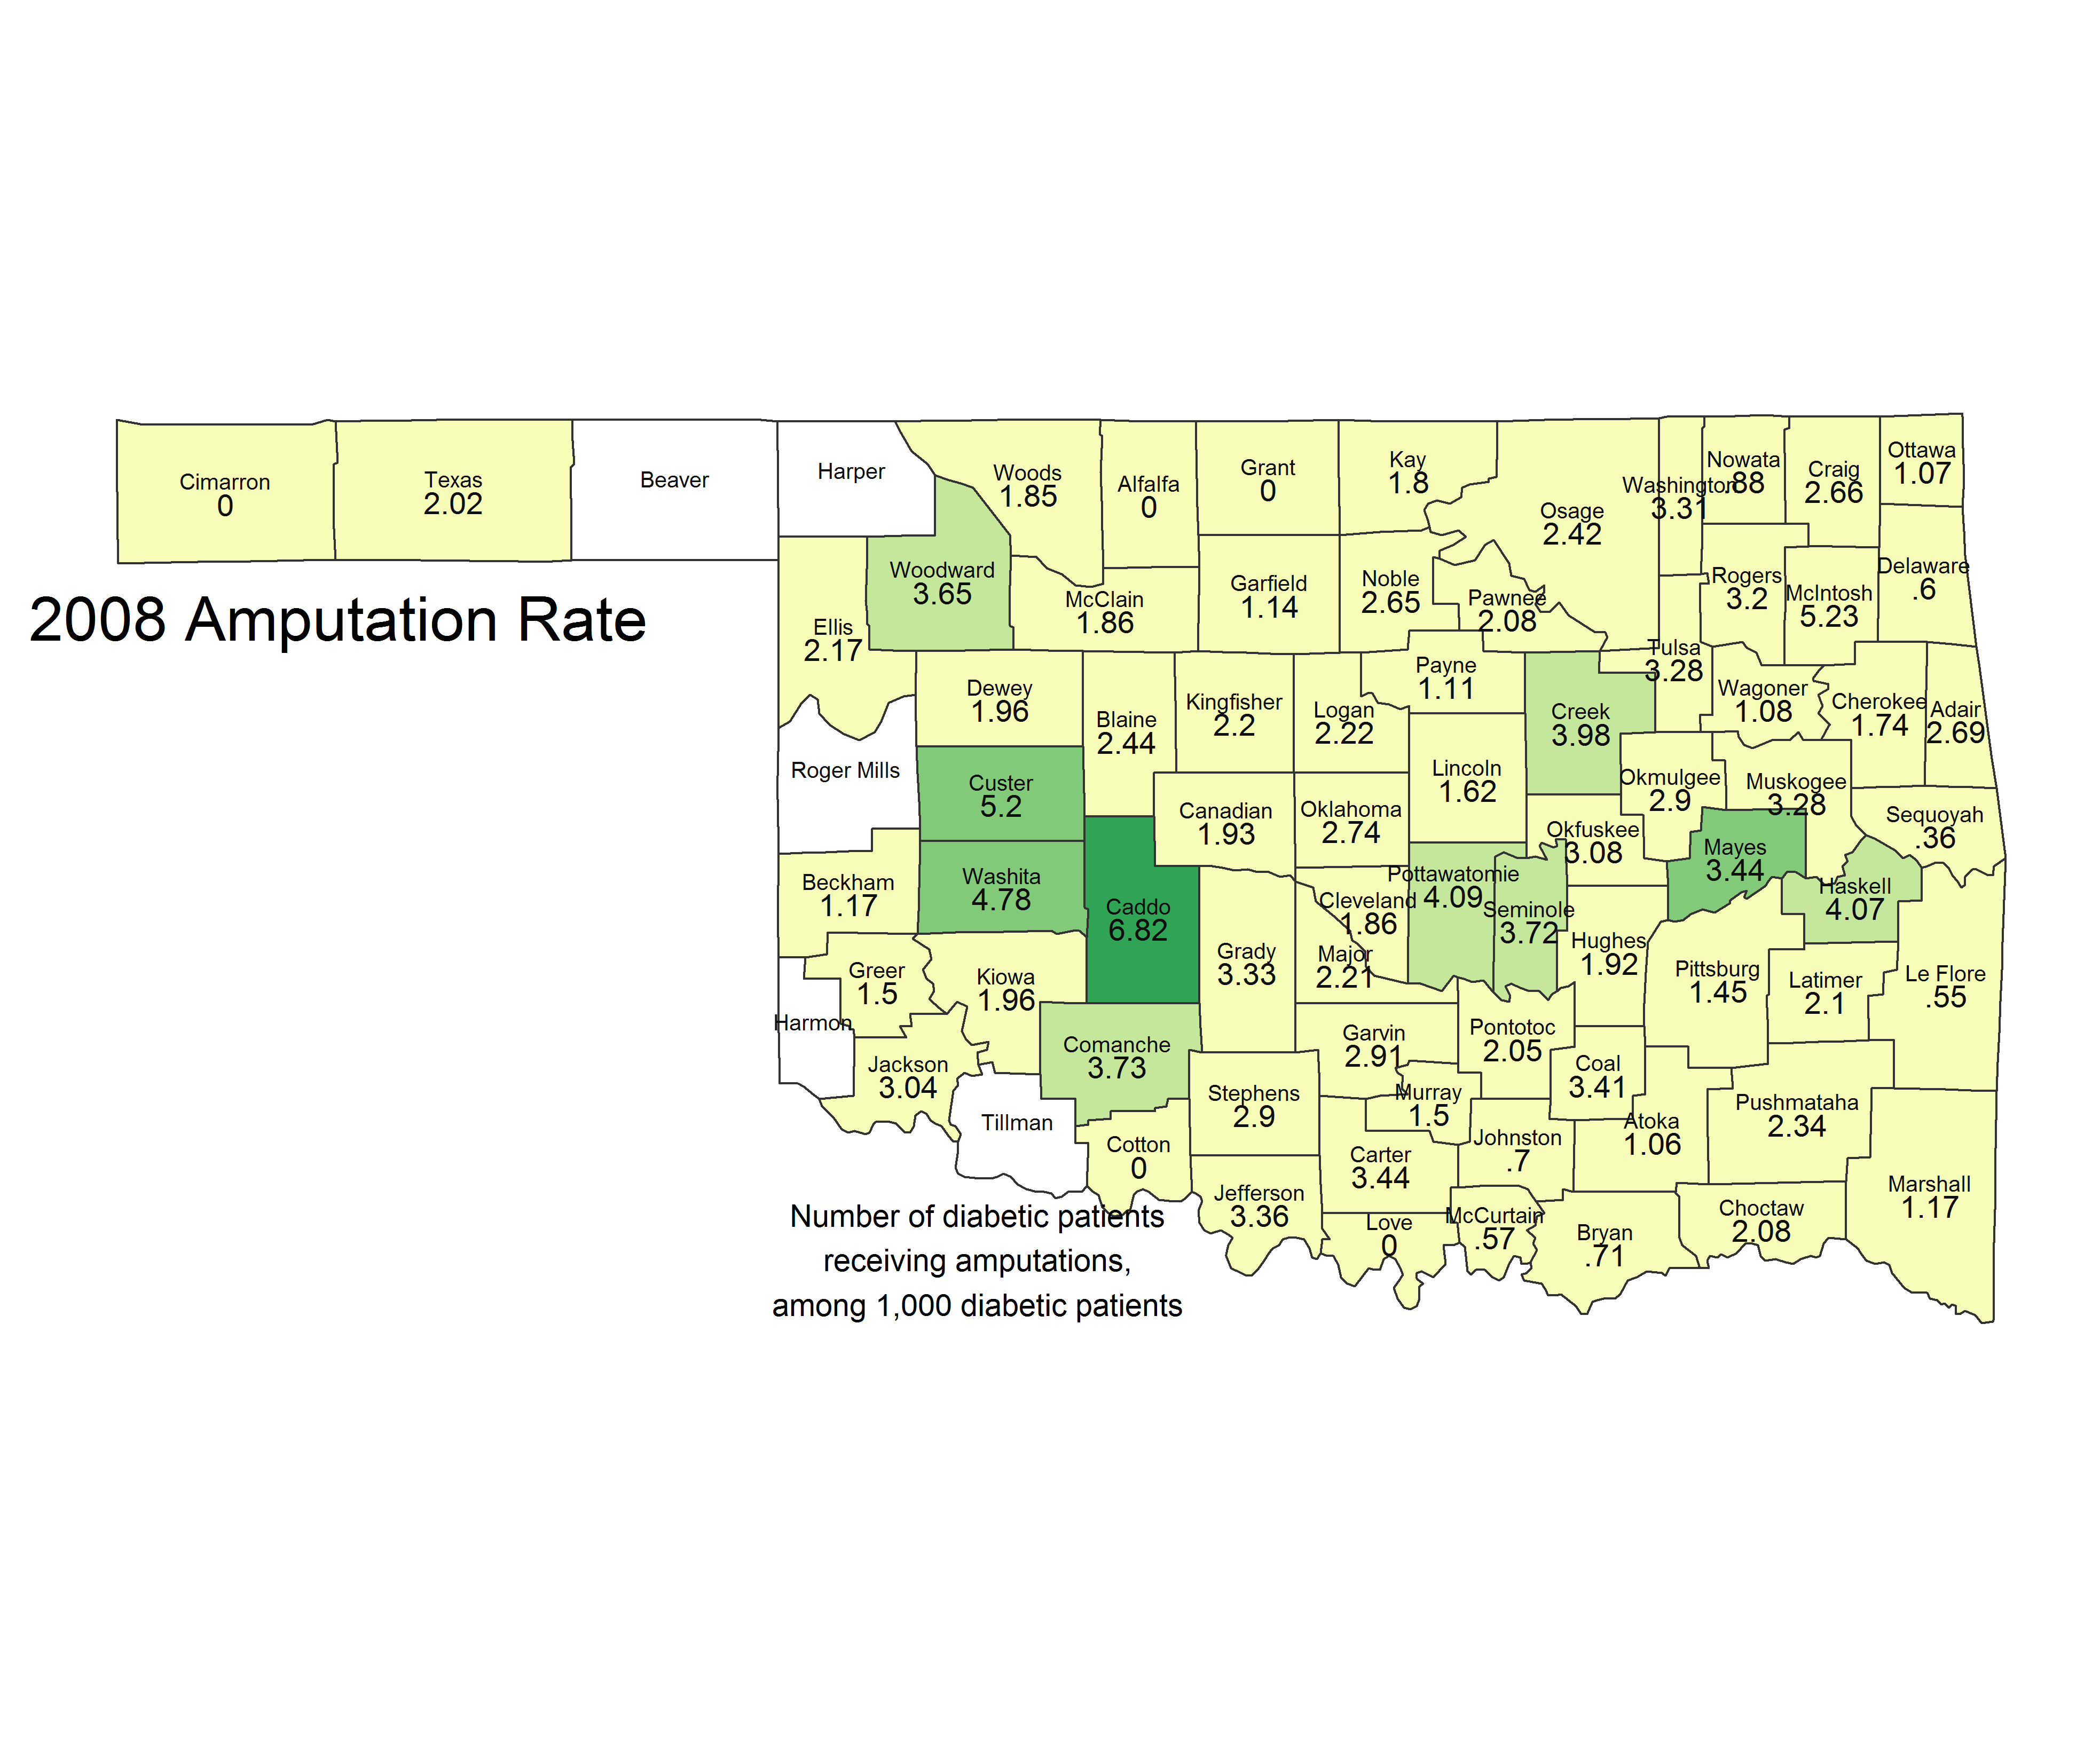 Cimarron
0
Texas
2.02
Beaver
Harper
Woods
1.85
Alfalfa
0
Grant
0
Kay
1.8
Osage
2.42
Washington
3.31
Nowata
.88
Craig
2.66
Ottawa
1.07
2008 Amputation Rate
Ellis
2.17
Woodward
3.65
McClain
1.86
Garfield
1.14
Noble
2.65
Pawnee
2.08
Rogers
3.2
McIntosh
5.23
Delaware
.6
Dewey
1.96
Blaine
2.44
Kingfisher
2.2
Logan
2.22
Payne
1.11
Creek
3.98
Tulsa
3.28
Wagoner
1.08
Cherokee
1.74
Adair
2.69
Roger Mills
Custer
5.2
Canadian
1.93
Oklahoma
2.74
Lincoln
1.62
Okfuskee
3.08
Okmulgee
2.9
Muskogee
3.28
Sequoyah
.36
Beckham
1.17
Washita
4.78
Caddo
6.82
Grady
3.33
Cleveland
1.86
Pottawatomie
4.09
Seminole
3.72
Mayes
3.44
Haskell
4.07
Harmon
Greer
1.5
Kiowa
1.96
Major
2.21
Hughes
1.92
Pittsburg
1.45
Latimer
2.1
Le Flore
.55
Jackson
3.04
Comanche
3.73
Garvin
2.91
Pontotoc
2.05
Coal
3.41
Tillman
Cotton
0
Stephens
2.9
Murray
1.5
Johnston
.7
Atoka
1.06
Pushmataha
2.34
Jefferson
3.36
Carter
3.44
Love
0
McCurtain
.57
Bryan
.71
Choctaw
2.08
Marshall
1.17
Number of diabetic patients
receiving amputations,
among 1,000 diabetic patients